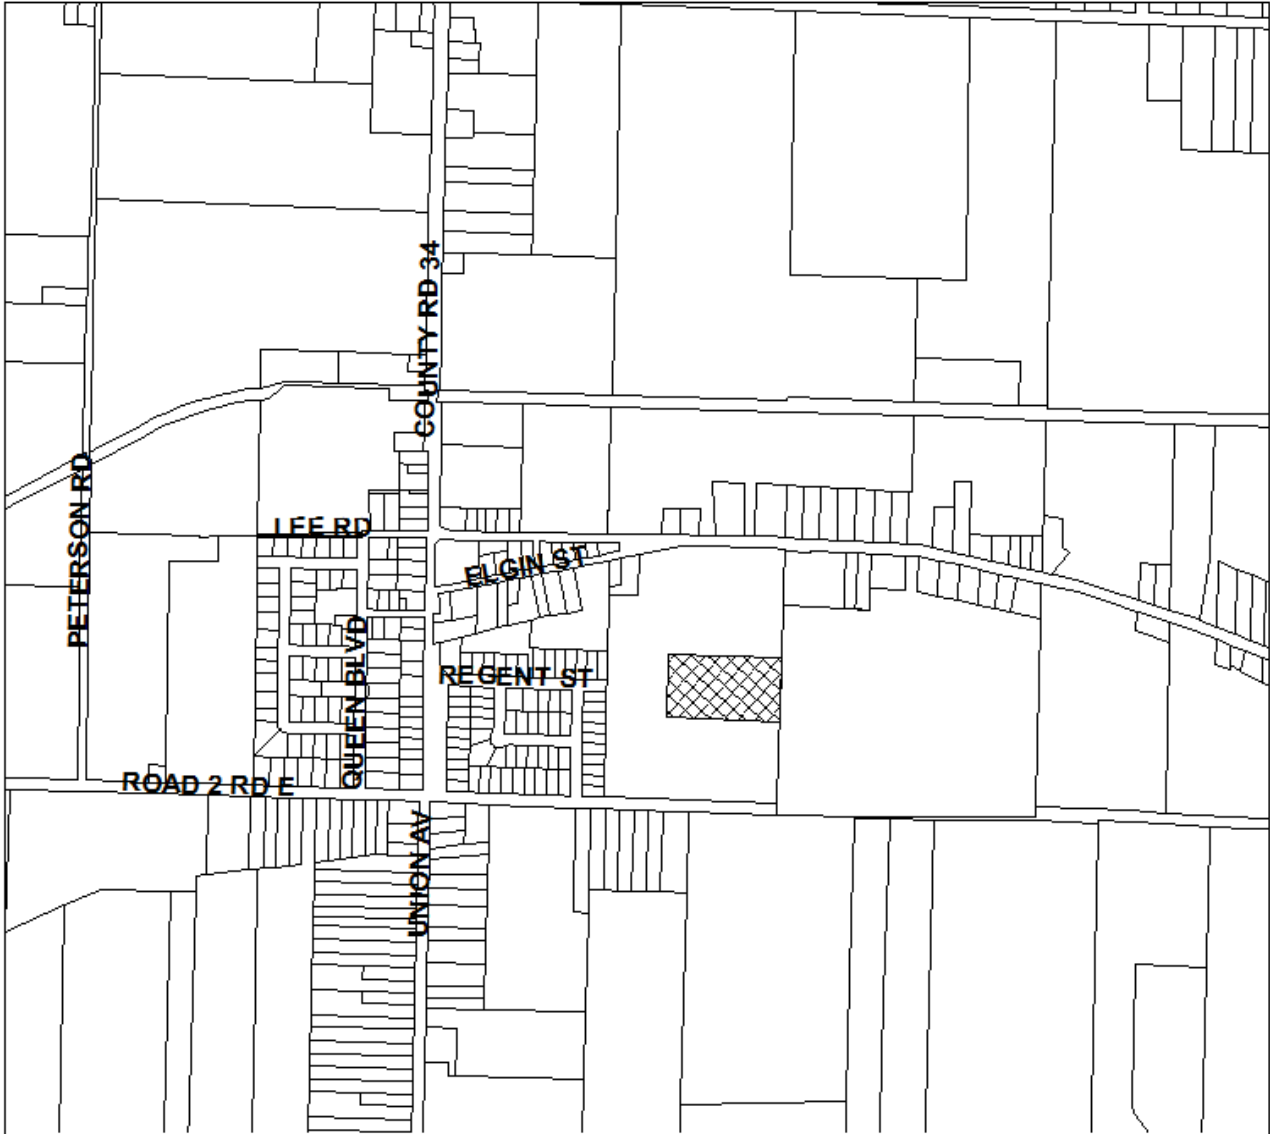 COUNTY RD 34
PETERSON RD
LEE RD
ELGIN ST
QUEEN BLVD
REGENT ST
ROAD 2 RD E
UNION AV